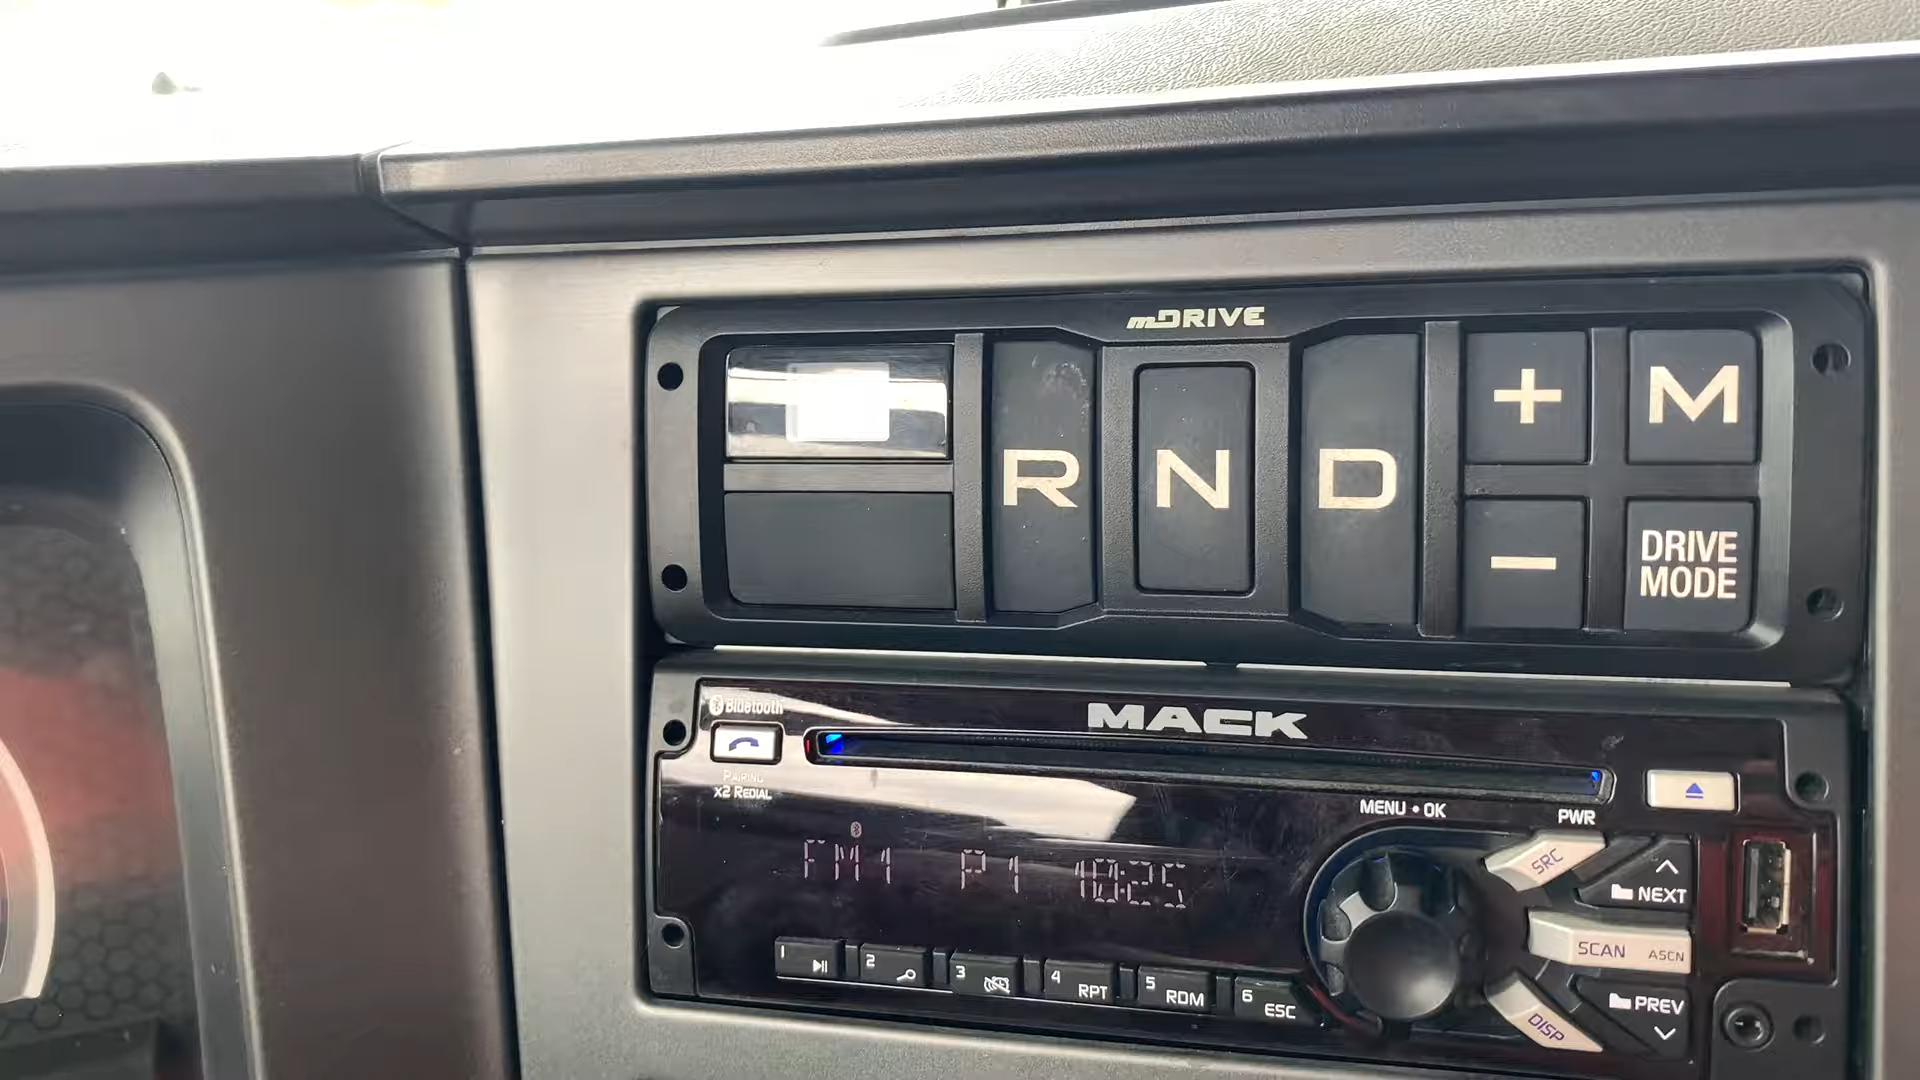 mDRIVE
R N D + M
− DRIVE MODE
Bluetooth
MACK
PAIRING
x2 REDIAL
MENU • OK
PWR
SRC
NEXT
FM1 P1 10:25
SCAN ASCN
1
2
3
4 RPT
5 RDM
6 ESC
PREV
DISP